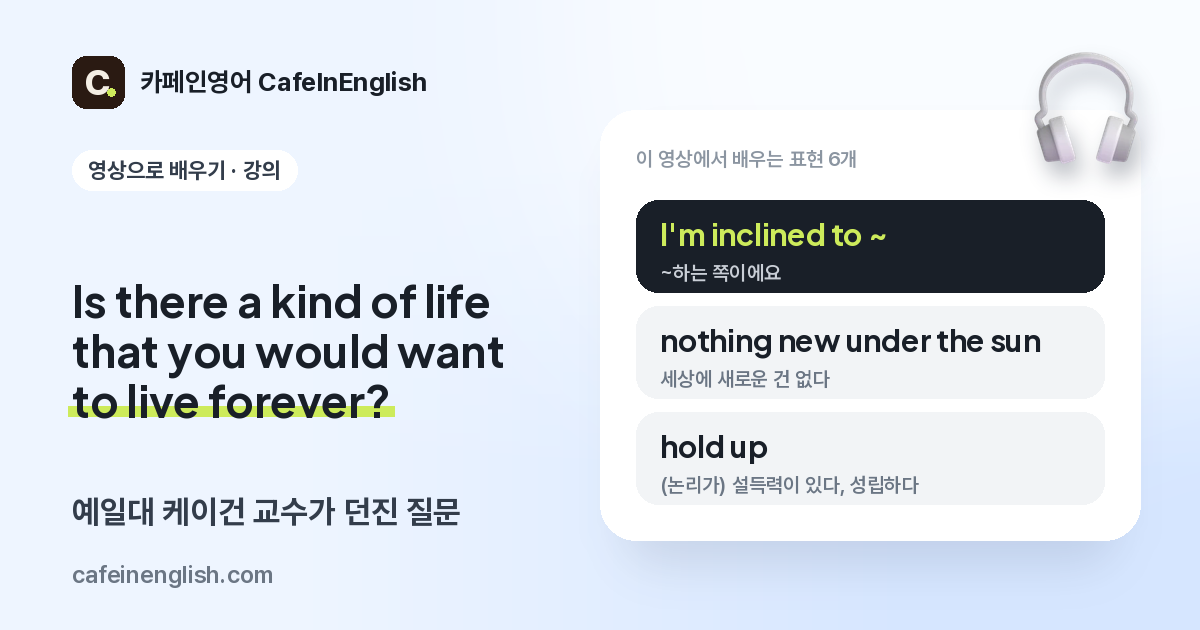 C
카페인영어 CafeInEnglish
영상으로 배우기 · 강의
Is there a kind of life
that you would want
to live forever?
예일대 케이건 교수가 던진 질문
cafeinenglish.com
이 영상에서 배우는 표현 6개
I'm inclined to ~
~하는 쪽이에요
nothing new under the sun
세상에 새로운 건 없다
hold up
(논리가) 설득력이 있다, 성립하다